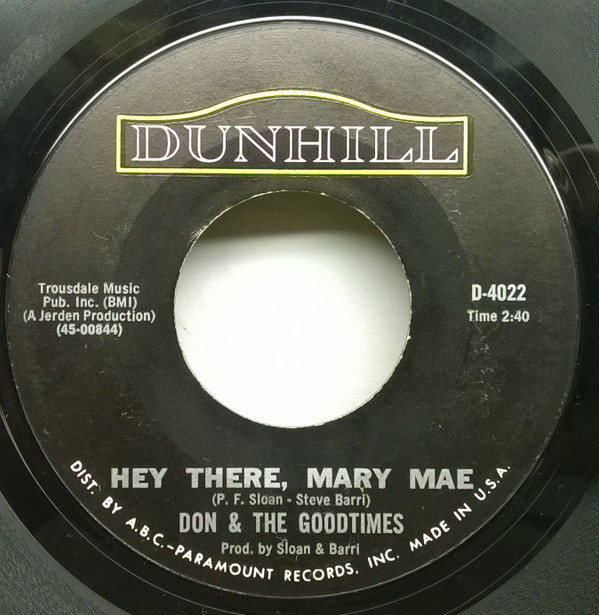 DUNHILL
Trousdale Music
Pub. Inc. (BMI)
(A Jerden Production)
(45-00844)
D-4022
Time 2:40
HEY THERE, MARY MAE
(P. F. Sloan - Steve Barri)
DON & THE GOODTIMES
Prod. by Sloan & Barri
DIST. BY A.B.C.-PARAMOUNT RECORDS, INC. MADE IN U.S.A.